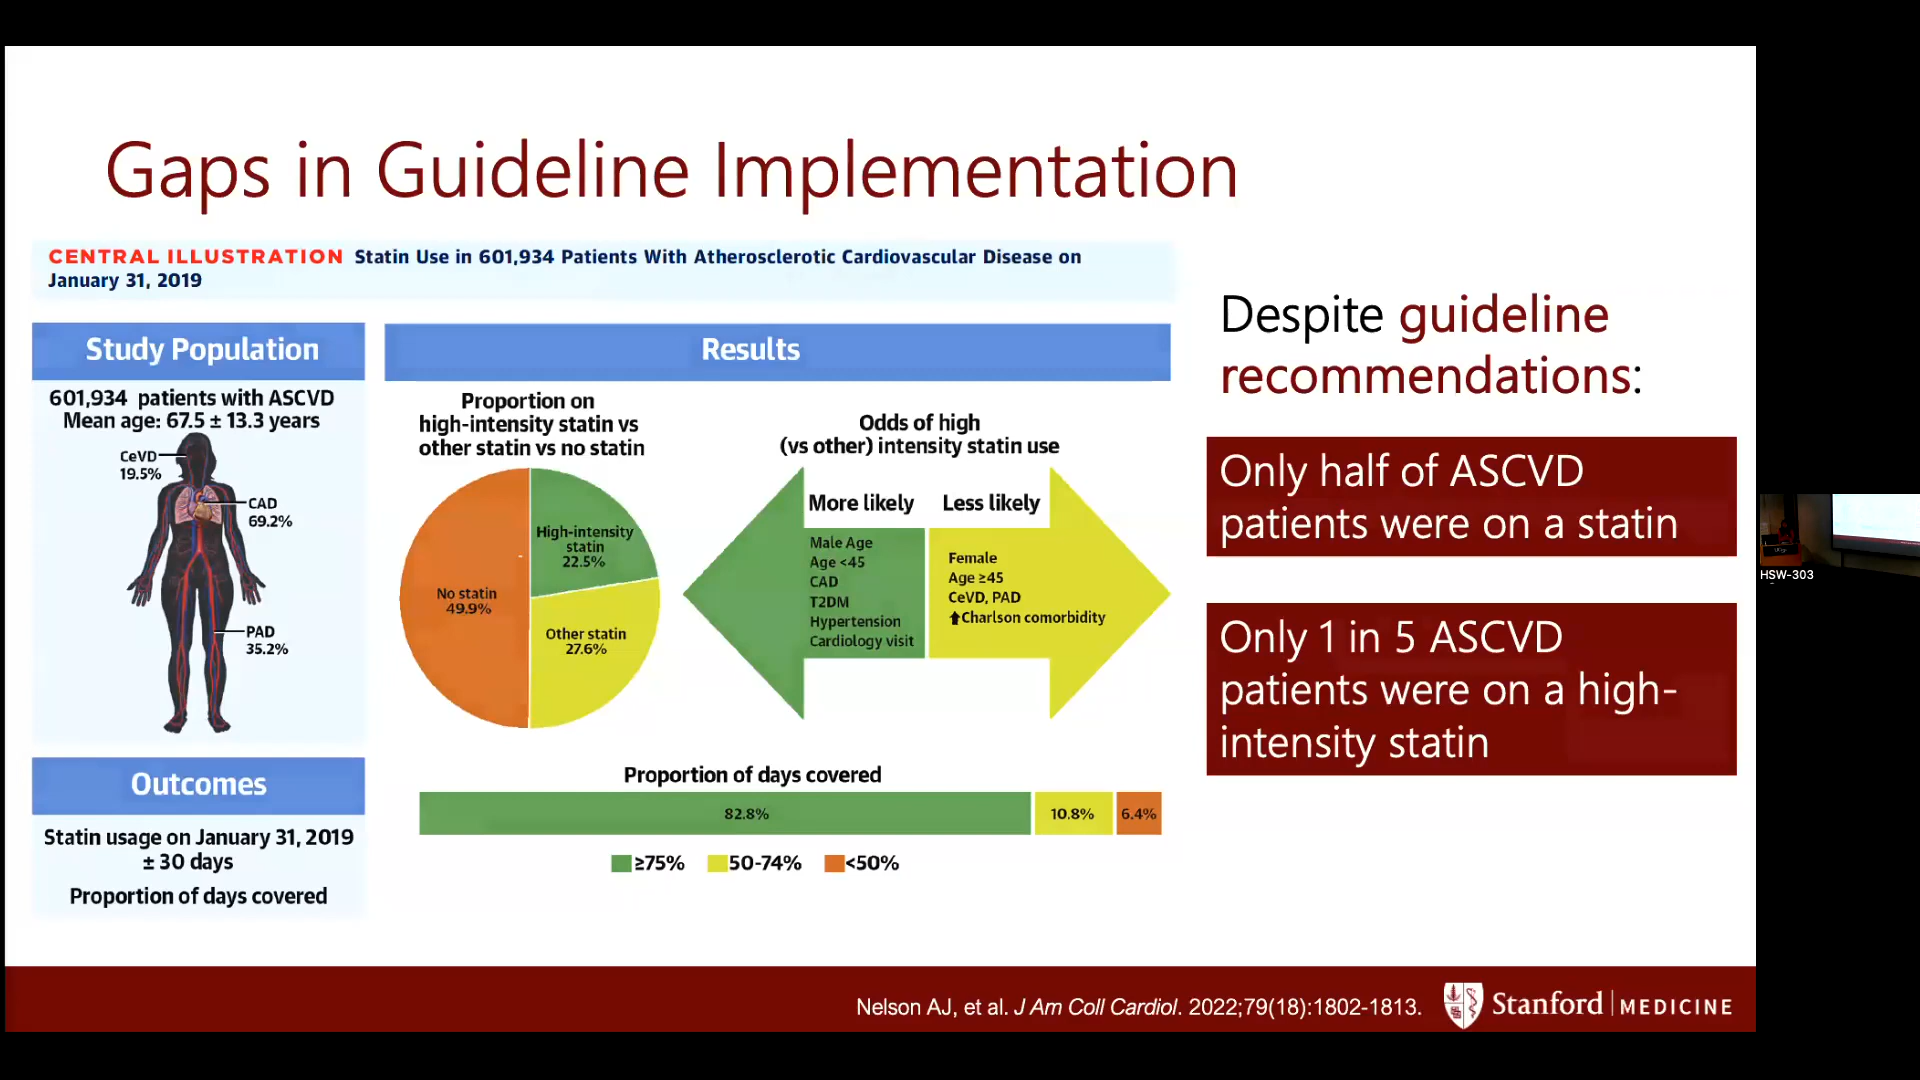 Gaps in Guideline Implementation
CENTRAL ILLUSTRATION Statin Use in 601,934 Patients With Atherosclerotic Cardiovascular Disease on
January 31, 2019
Study Population
601,934 patients with ASCVD
Mean age: 67.5 ± 13.3 years
CeVD
19.5%
CAD
69.2%
PAD
35.2%
Outcomes
Statin usage on January 31, 2019
± 30 days
Proportion of days covered
Results
Proportion on
high-intensity statin vs
other statin vs no statin
High-intensity
statin
22.5%
No statin
49.9%
Other statin
27.6%
Odds of high
(vs other) intensity statin use
More likely
Male Age
Age <45
CAD
T2DM
Hypertension
Cardiology visit
Less likely
Female
Age ≥45
CeVD, PAD
⬆Charlson comorbidity
Proportion of days covered
82.8% 10.8% 6.4%
≥75% 50-74% <50%
Despite guideline
recommendations:
Only half of ASCVD
patients were on a statin
Only 1 in 5 ASCVD
patients were on a high-
intensity statin
HSW-303
Nelson AJ, et al. J Am Coll Cardiol. 2022;79(18):1802-1813.
Stanford | MEDICINE